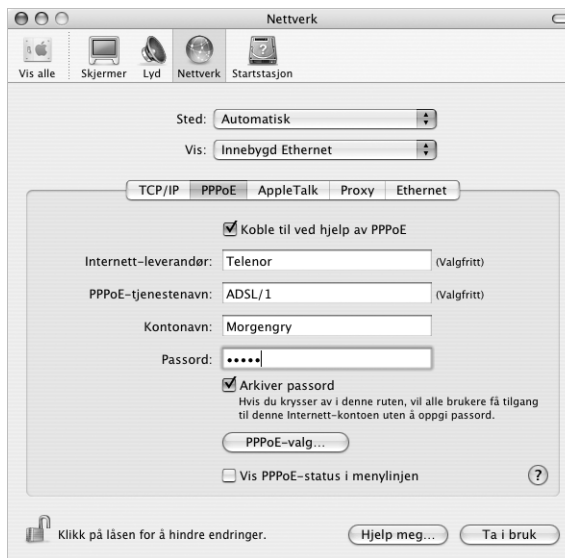 Nettverk
Vis alle Skjermer Lyd Nettverk Startstasjon
Sted: Automatisk
Vis: Innebygd Ethernet
TCP/IP PPPoE AppleTalk Proxy Ethernet
Koble til ved hjelp av PPPoE
Internett-leverandør: Telenor (Valgfritt)
PPPoE-tjenestenavn: ADSL/1 (Valgfritt)
Kontonavn: Morgengry
Passord: •••••
Arkiver passord
Hvis du krysser av i denne ruten, vil alle brukere få tilgang
til denne Internett-kontoen uten å oppgi passord.
PPPoE-valg...
Vis PPPoE-status i menylinjen ?
Klikk på låsen for å hindre endringer. Hjelp meg... Ta i bruk